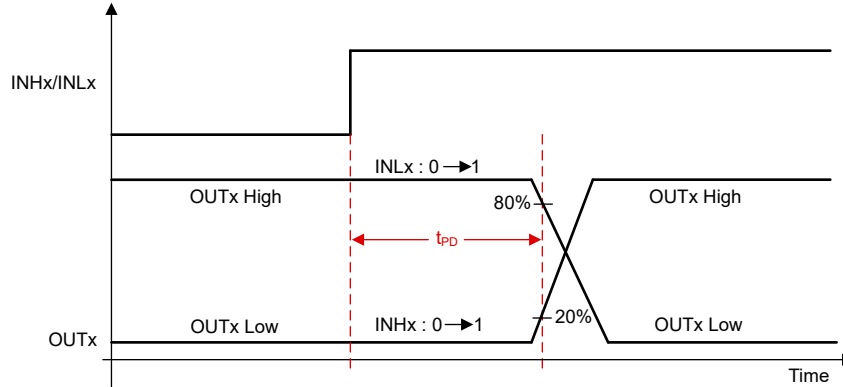 INHx/INLx
INLx : 0→1
OUTx High
80%
OUTx High
tPD
OUTx Low
INHx : 0→1
20%
OUTx Low
OUTx
Time